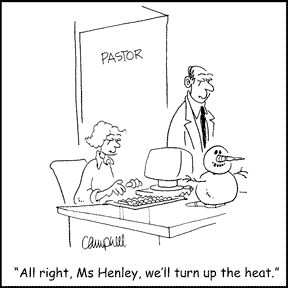 PASTOR
Campbell
“All right, Ms Henley, we’ll turn up the heat.”